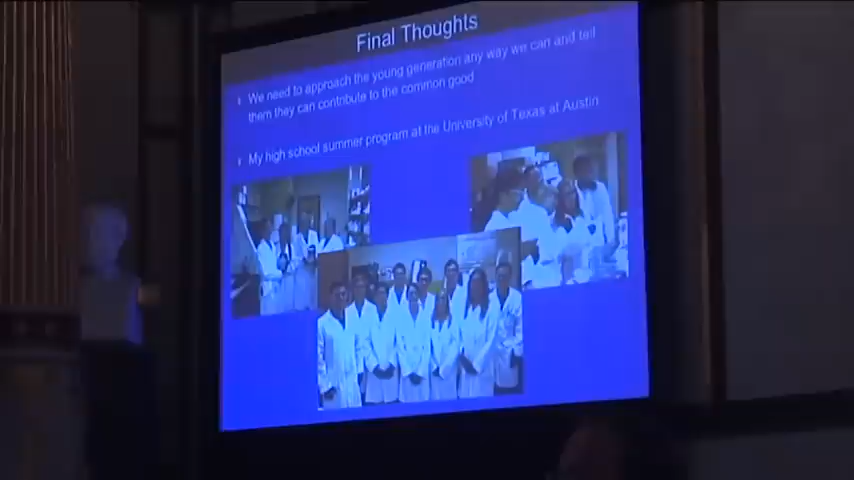 Final Thoughts
We need to approach the young generation any way we can and tell
them they can contribute to the common good
My high school summer program at the University of Texas at Austin